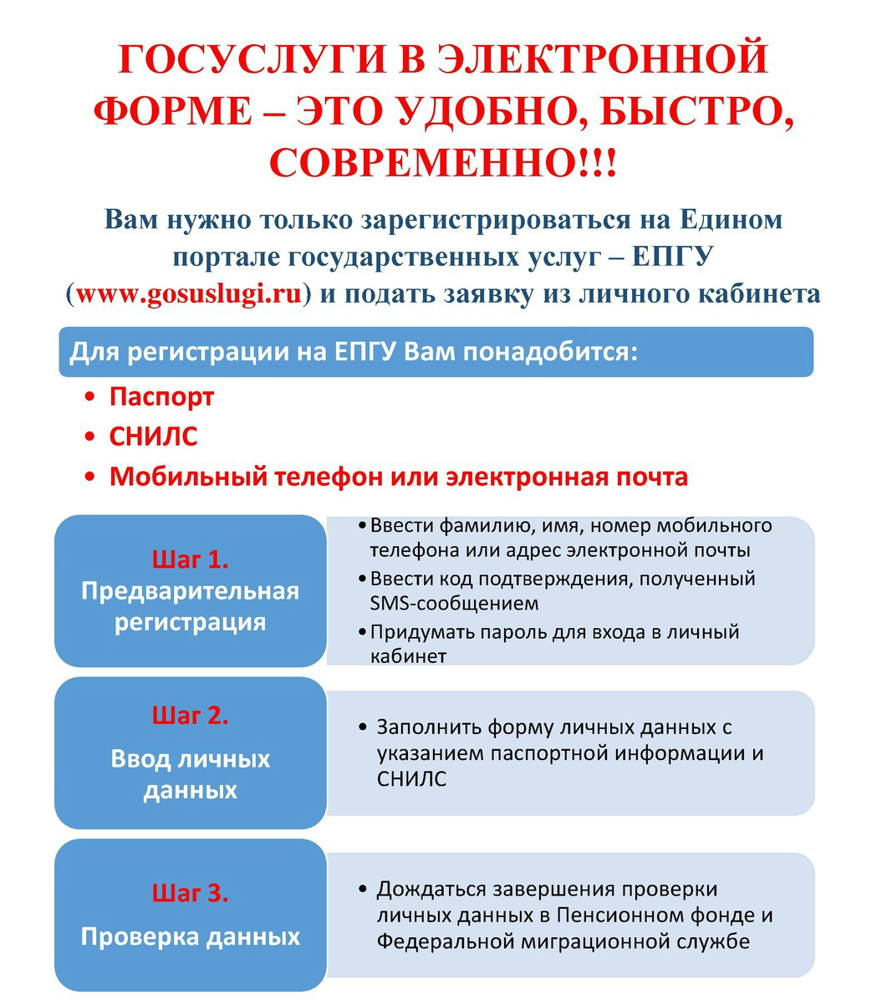 ГОСУСЛУГИ В ЭЛЕКТРОННОЙ
ФОРМЕ – ЭТО УДОБНО, БЫСТРО,
СОВРЕМЕННО!!!
Вам нужно только зарегистрироваться на Едином
портале государственных услуг – ЕПГУ
(www.gosuslugi.ru) и подать заявку из личного кабинета
Для регистрации на ЕПГУ Вам понадобится:
• Паспорт
• СНИЛС
• Мобильный телефон или электронная почта
Шаг 1.
Предварительная
регистрация
• Ввести фамилию, имя, номер мобильного
телефона или адрес электронной почты
• Ввести код подтверждения, полученный
SMS-сообщением
• Придумать пароль для входа в личный
кабинет
Шаг 2.
Ввод личных
данных
• Заполнить форму личных данных с
указанием паспортной информации и
СНИЛС
Шаг 3.
Проверка данных
• Дождаться завершения проверки
личных данных в Пенсионном фонде и
Федеральной миграционной службе